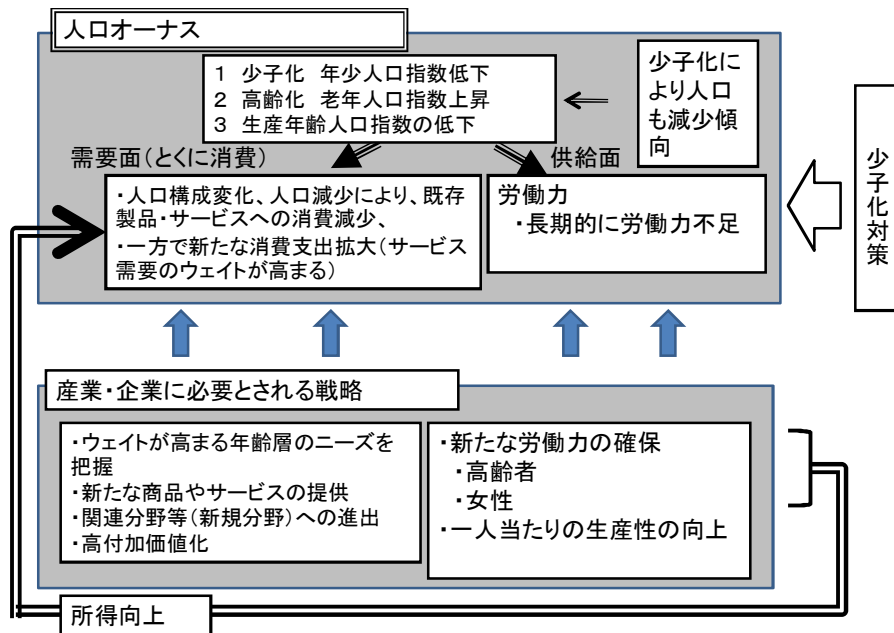 人口オーナス
1 少子化 年少人口指数低下
2 高齢化 老年人口指数上昇
3 生産年齢人口指数の低下
少子化に
より人口
も減少傾
向
需要面(とくに消費)
供給面
・人口構成変化、人口減少により、既存
製品・サービスへの消費減少、
・一方で新たな消費支出拡大(サービス
需要のウェイトが高まる)
労働力
・長期的に労働力不足
少子化対策
産業・企業に必要とされる戦略
・ウェイトが高まる年齢層のニーズを
把握
・新たな商品やサービスの提供
・関連分野等(新規分野)への進出
・高付加価値化
・新たな労働力の確保
・高齢者
・女性
・一人当たりの生産性の向上
所得向上